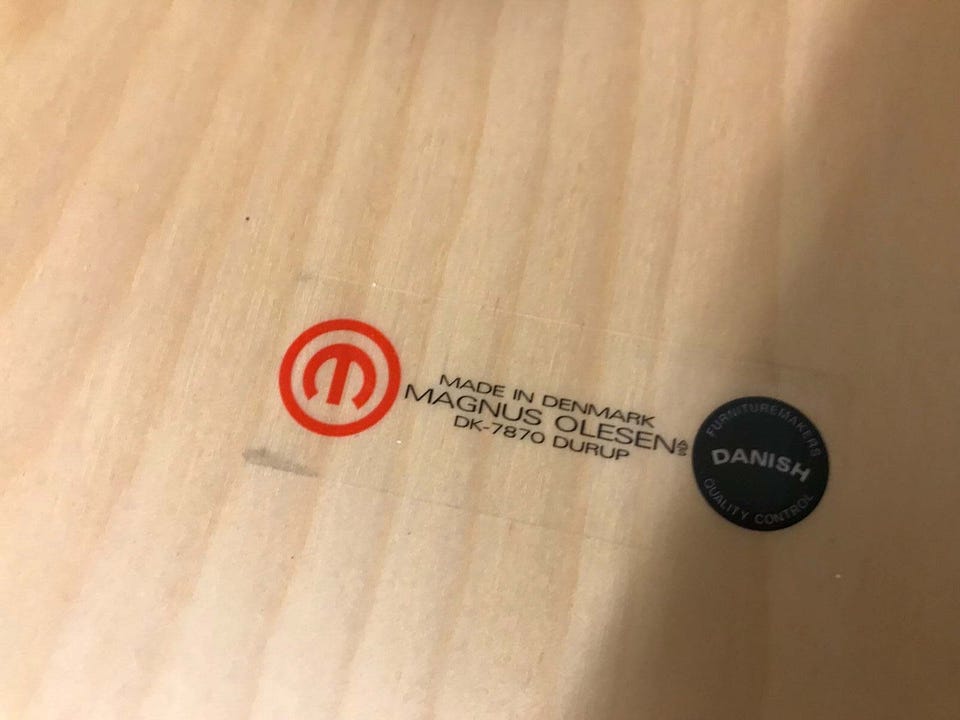 m
MADE IN DENMARK
MAGNUS OLESEN A/S
DK-7870 DURUP
FURNITUREMAKERS
DANISH
QUALITY CONTROL